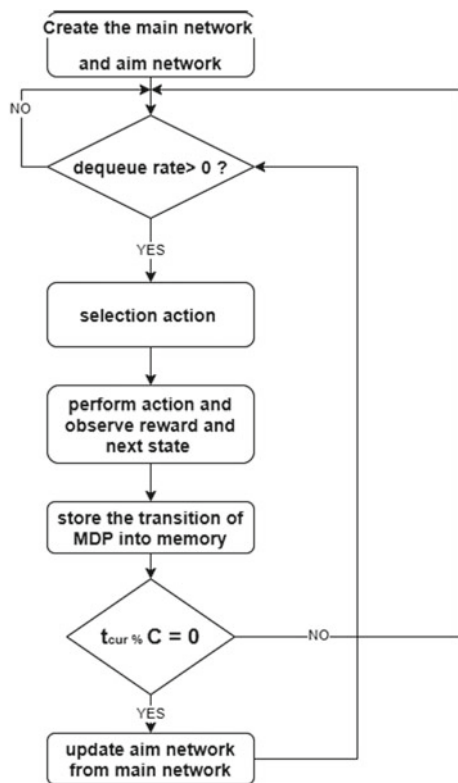 Create the main network
and aim network
NO
dequeue rate> 0 ?
YES
selection action
perform action and
observe reward and
next state
store the transition of
MDP into memory
tcur % C = 0
NO
YES
update aim network
from main network